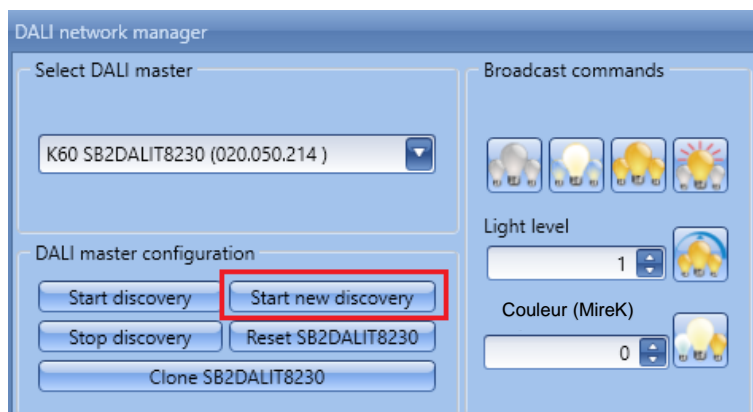 DALI network manager
Select DALI master
K60 SB2DALIT8230 (020.050.214 )
DALI master configuration
Start discovery
Start new discovery
Stop discovery
Reset SB2DALIT8230
Clone SB2DALIT8230
Broadcast commands
Light level
1
Couleur (MireK)
0